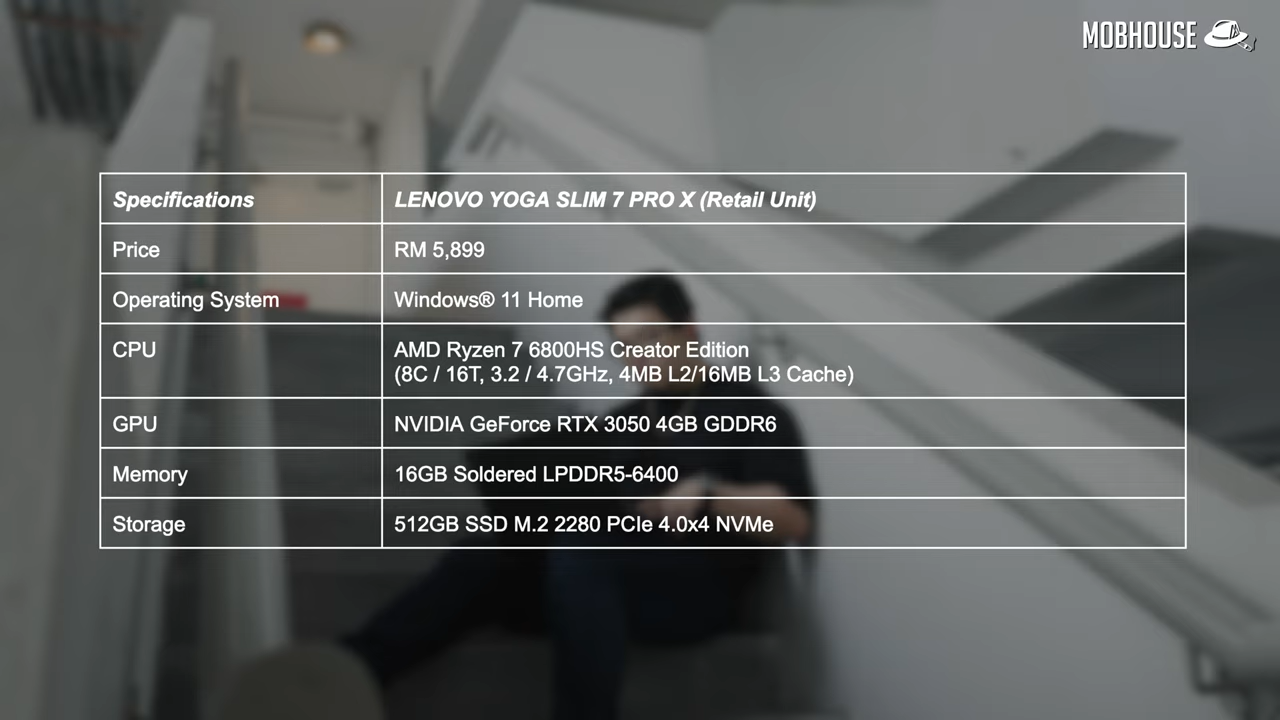 MOBHOUSE
Specifications LENOVO YOGA SLIM 7 PRO X (Retail Unit)
Price RM 5,899
Operating System Windows® 11 Home
CPU AMD Ryzen 7 6800HS Creator Edition
(8C / 16T, 3.2 / 4.7GHz, 4MB L2/16MB L3 Cache)
GPU NVIDIA GeForce RTX 3050 4GB GDDR6
Memory 16GB Soldered LPDDR5-6400
Storage 512GB SSD M.2 2280 PCIe 4.0x4 NVMe